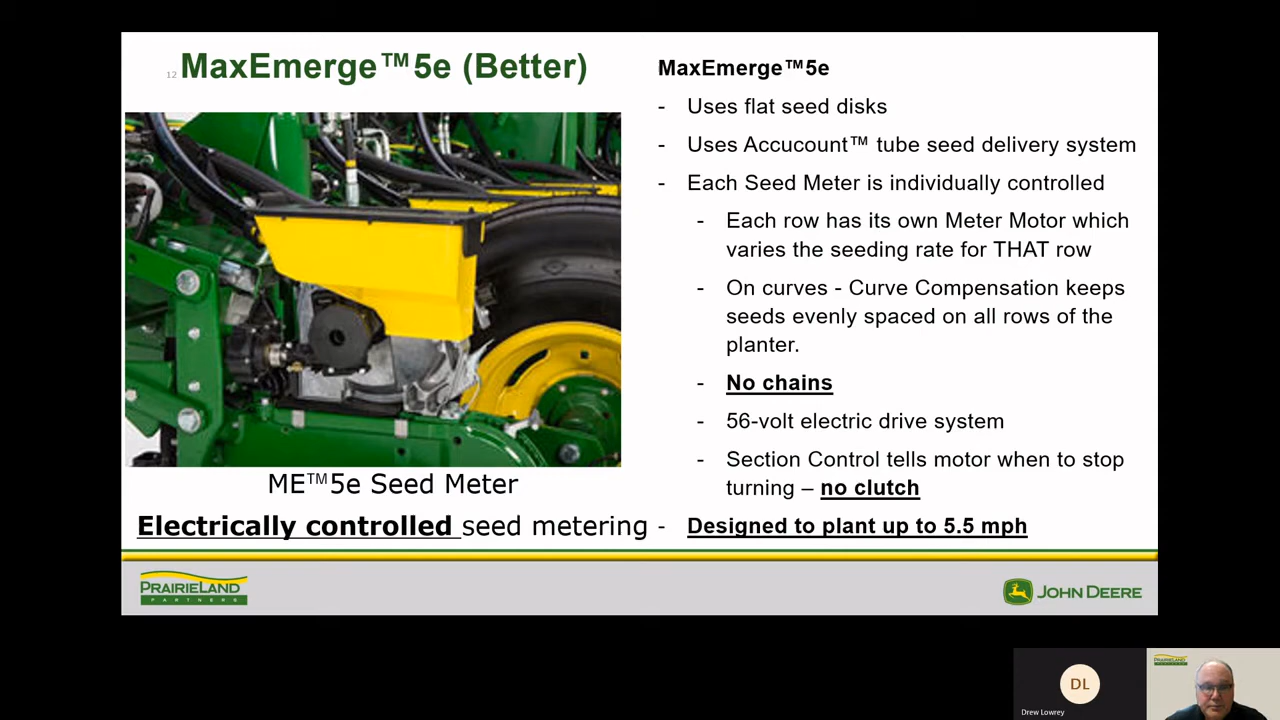 12 MaxEmerge™5e (Better)
ME™5e Seed Meter
Electrically controlled seed metering
MaxEmerge™5e
- Uses flat seed disks
- Uses Accucount™ tube seed delivery system
- Each Seed Meter is individually controlled
- Each row has its own Meter Motor which
varies the seeding rate for THAT row
- On curves - Curve Compensation keeps
seeds evenly spaced on all rows of the
planter.
- No chains
- 56-volt electric drive system
- Section Control tells motor when to stop
turning – no clutch
- Designed to plant up to 5.5 mph
PRAIRIELAND
PARTNERS
JOHN DEERE
DL
Drew Lowrey
PRAIRIELAND